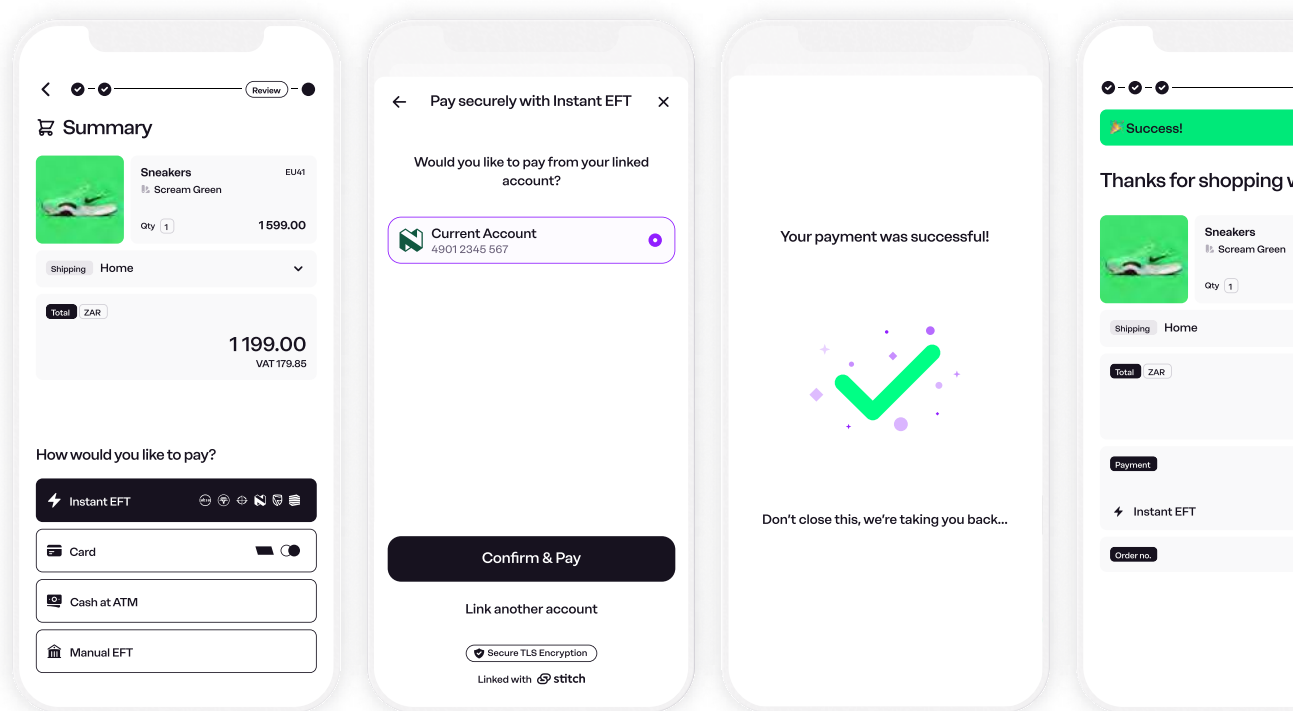 Review
Summary
Sneakers EU41
Scream Green
Qty 1 1 599.00
Shipping Home
Total ZAR
1 199.00
VAT 179.85
How would you like to pay?
Instant EFT
Card
Cash at ATM
Manual EFT
Pay securely with Instant EFT
Would you like to pay from your linked
account?
Current Account
4901 2345 567
Confirm & Pay
Link another account
Secure TLS Encryption
Linked with stitch
Your payment was successful!
Don't close this, we're taking you back...
Success!
Thanks for shopping
Sneakers
Scream Green
Qty 1
Shipping Home
Total ZAR
Payment
Instant EFT
Order no.